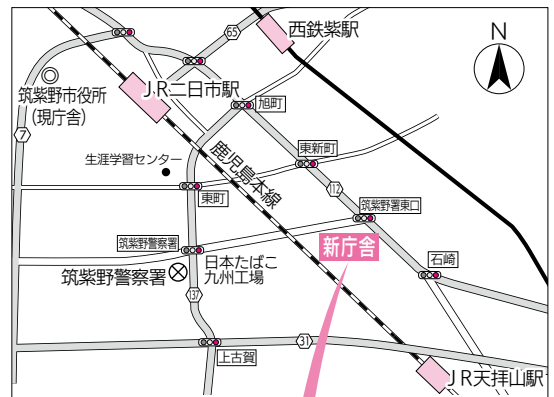 西鉄紫駅
N
65
筑紫野市役所
(現庁舎)
JR二日市駅
旭町
7
生涯学習センター
鹿児島本線
東新町
112
東町
筑紫野署東口
筑紫野警察署
新庁舎
日本たばこ
九州工場
石崎
筑紫野警察署
137
31
上古賀
JR天拝山駅